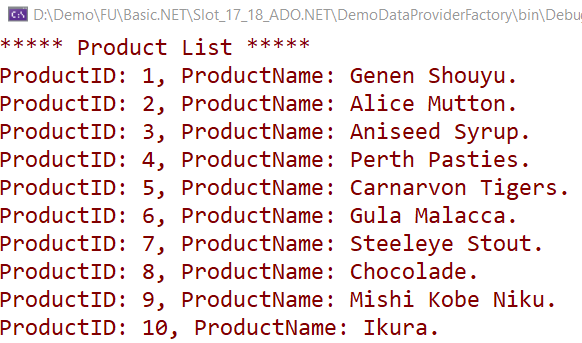 D:\Demo\FU\Basic.NET\Slot_17_18_ADO.NET\DemoDataProviderFactory\bin\Debu
***** Product List *****
ProductID: 1, ProductName: Genen Shouyu.
ProductID: 2, ProductName: Alice Mutton.
ProductID: 3, ProductName: Aniseed Syrup.
ProductID: 4, ProductName: Perth Pasties.
ProductID: 5, ProductName: Carnarvon Tigers.
ProductID: 6, ProductName: Gula Malacca.
ProductID: 7, ProductName: Steeleye Stout.
ProductID: 8, ProductName: Chocolade.
ProductID: 9, ProductName: Mishi Kobe Niku.
ProductID: 10, ProductName: Ikura.